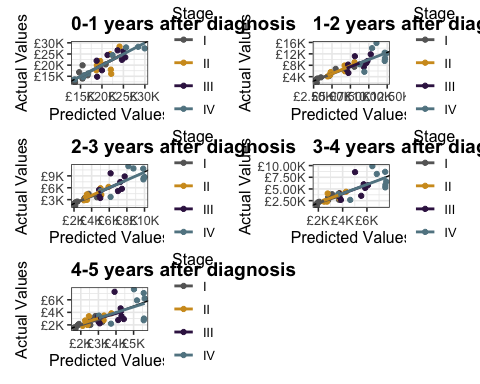 0-1 years after diagnosis
Stage
I
II
III
IV
£30K
£25K
£20K
£15K
Actual Values
£15K £20K £25K £30K
Predicted Values
1-2 years after diag
Stage
I
II
III
IV
£16K
£12K
£8K
£4K
Actual Values
Predicted Values
2-3 years after diagnosis
Stage
I
II
III
IV
£9K
£6K
£3K
Actual Values
£2K £4K £6K £8K £10K
Predicted Values
3-4 years after diag
Stage
I
II
III
IV
£10.00K
£7.50K
£5.00K
£2.50K
Actual Values
£2K £4K £6K
Predicted Values
4-5 years after diagnosis
Stage
I
II
III
IV
£6K
£4K
£2K
Actual Values
£2K £3K £4K £5K
Predicted Values